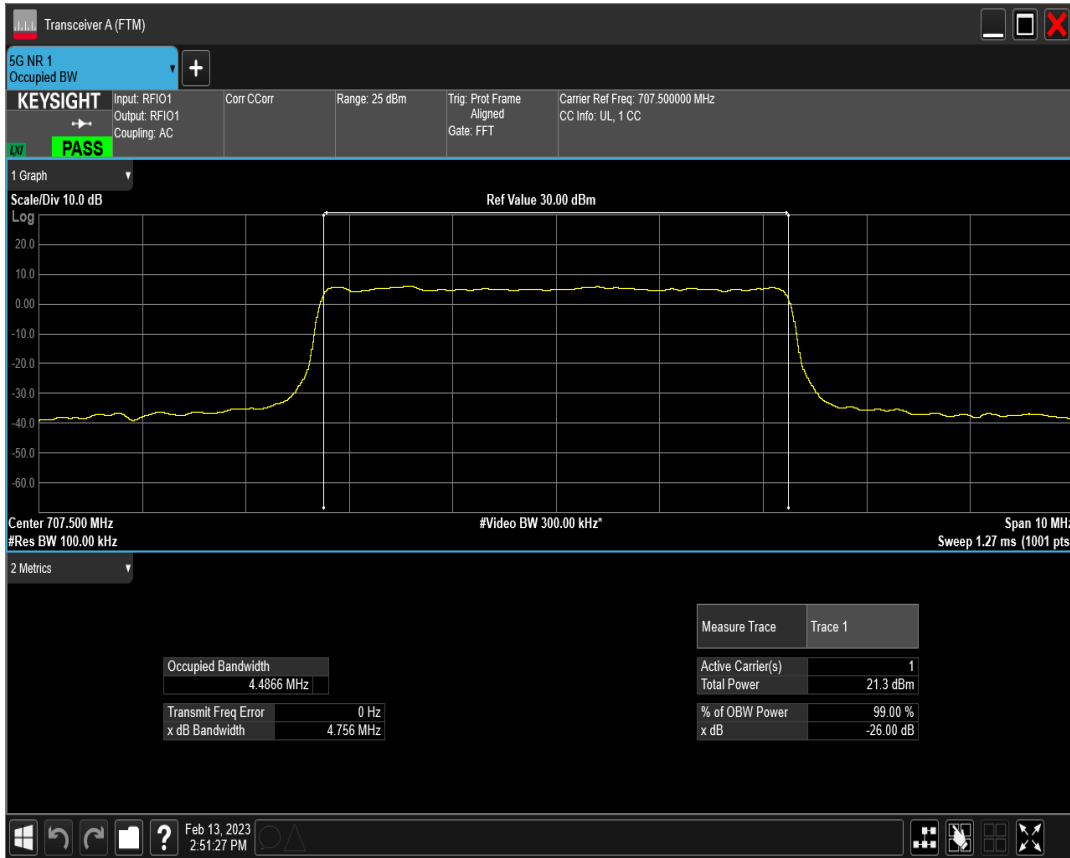 Transceiver A (FTM)
5G NR 1
Occupied BW
+
KEYSIGHT
LXI
PASS
Input: RFIO1
Output: RFIO1
Coupling: AC
Corr CCorr
Range: 25 dBm
Trig: Prot Frame
Aligned
Gate: FFT
Carrier Ref Freq: 707.500000 MHz
CC Info: UL, 1 CC
1 Graph
Scale/Div 10.0 dB
Ref Value 30.00 dBm
Log
20.0
10.0
0.00
-10.0
-20.0
-30.0
-40.0
-50.0
-60.0
Center 707.500 MHz
#Video BW 300.00 kHz*
Span 10 MHz
#Res BW 100.00 kHz
Sweep 1.27 ms (1001 pts
2 Metrics
Measure Trace Trace 1
Occupied Bandwidth
4.4866 MHz
Active Carrier(s) 1
Total Power 21.3 dBm
Transmit Freq Error 0 Hz
x dB Bandwidth 4.756 MHz
% of OBW Power 99.00 %
x dB -26.00 dB
?
Feb 13, 2023
2:51:27 PM